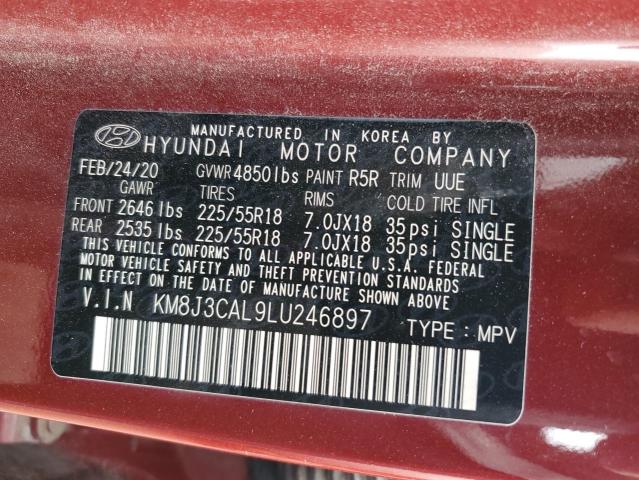 MANUFACTURED IN KOREA BY
HYUNDAI MOTOR COMPANY
FEB/24/20 GVWR 4850lbs PAINT R5R TRIM UUE
GAWR TIRES RIMS COLD TIRE INFL
FRONT 2646 lbs 225/55R18 7.0JX18 35psi SINGLE
REAR 2535 lbs 225/55R18 7.0JX18 35psi SINGLE
THIS VEHICLE CONFORMS TO ALL APPLICABLE U.S.A. FEDERAL
MOTOR VEHICLE SAFETY AND THEFT PREVENTION STANDARDS
IN EFFECT ON THE DATE OF MANUFACTURE SHOWN ABOVE.
V.I.N KM8J3CAL9LU246897 TYPE : MPV